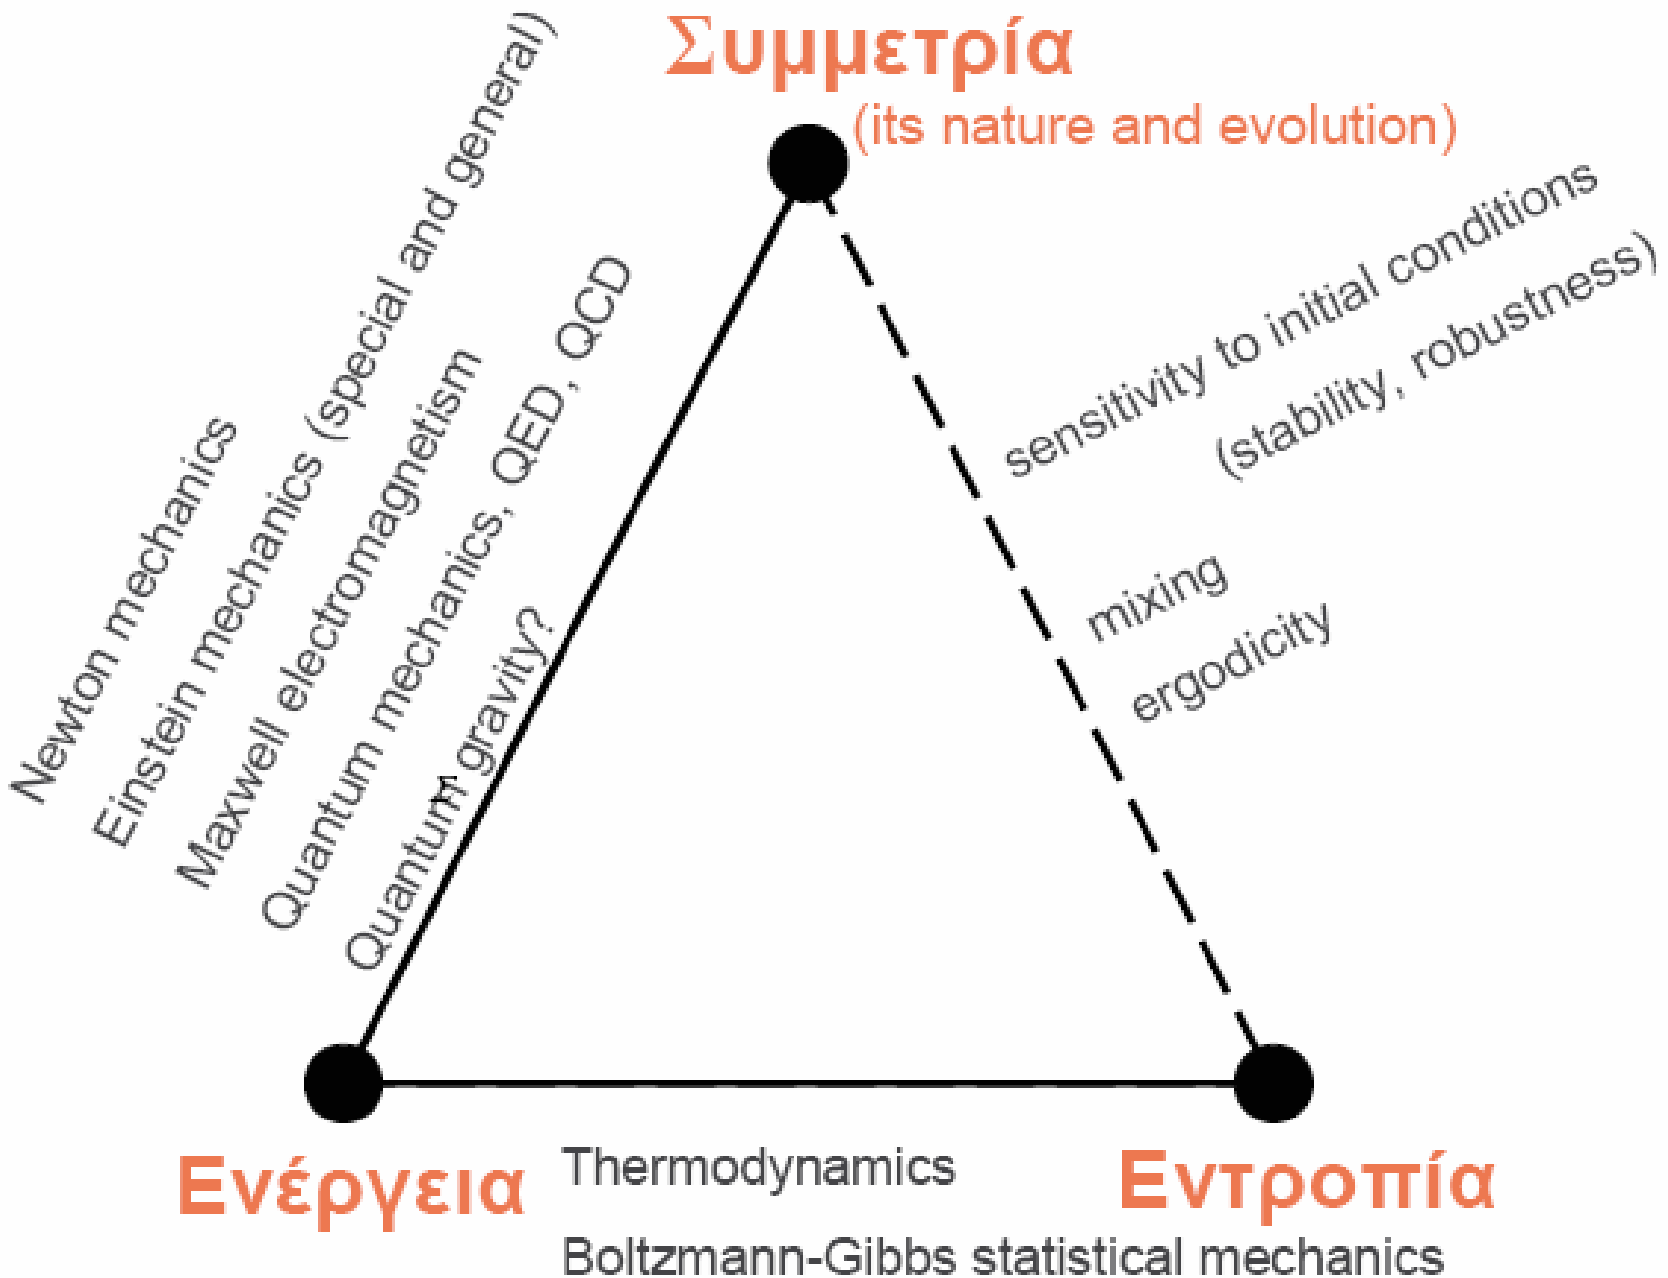 Συμμετρία
(its nature and evolution)
Newton mechanics
Einstein mechanics (special and general)
Maxwell electromagnetism
Quantum mechanics, QED, QCD
Quantum gravity?
sensitivity to initial conditions
(stability, robustness)
mixing
ergodicity
Ενέργεια
Thermodynamics
Εντροπία
Boltzmann-Gibbs statistical mechanics